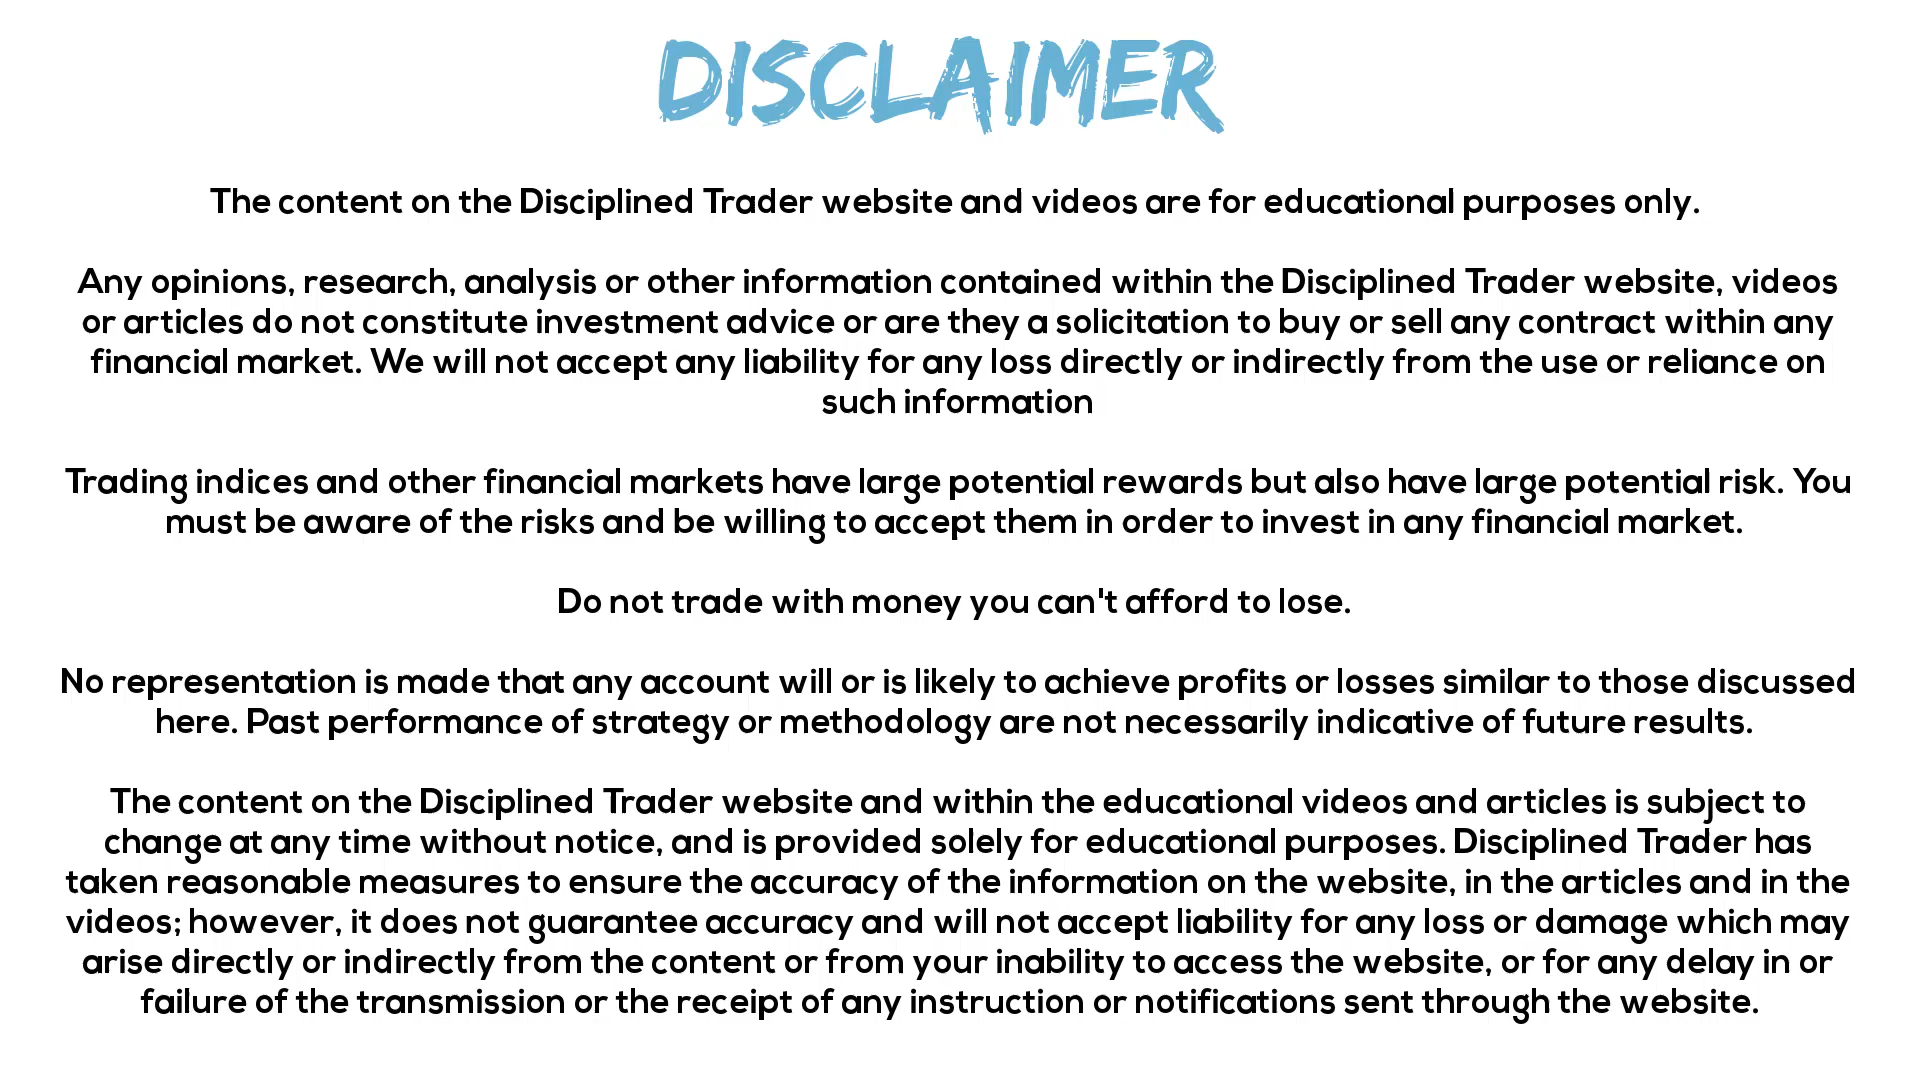 DISCLAIMER
The content on the Disciplined Trader website and videos are for educational purposes only.
Any opinions, research, analysis or other information contained within the Disciplined Trader website, videos
or articles do not constitute investment advice or are they a solicitation to buy or sell any contract within any
financial market. We will not accept any liability for any loss directly or indirectly from the use or reliance on
such information
Trading indices and other financial markets have large potential rewards but also have large potential risk. You
must be aware of the risks and be willing to accept them in order to invest in any financial market.
Do not trade with money you can't afford to lose.
No representation is made that any account will or is likely to achieve profits or losses similar to those discussed
here. Past performance of strategy or methodology are not necessarily indicative of future results.
The content on the Disciplined Trader website and within the educational videos and articles is subject to
change at any time without notice, and is provided solely for educational purposes. Disciplined Trader has
taken reasonable measures to ensure the accuracy of the information on the website, in the articles and in the
videos; however, it does not guarantee accuracy and will not accept liability for any loss or damage which may
arise directly or indirectly from the content or from your inability to access the website, or for any delay in or
failure of the transmission or the receipt of any instruction or notifications sent through the website.